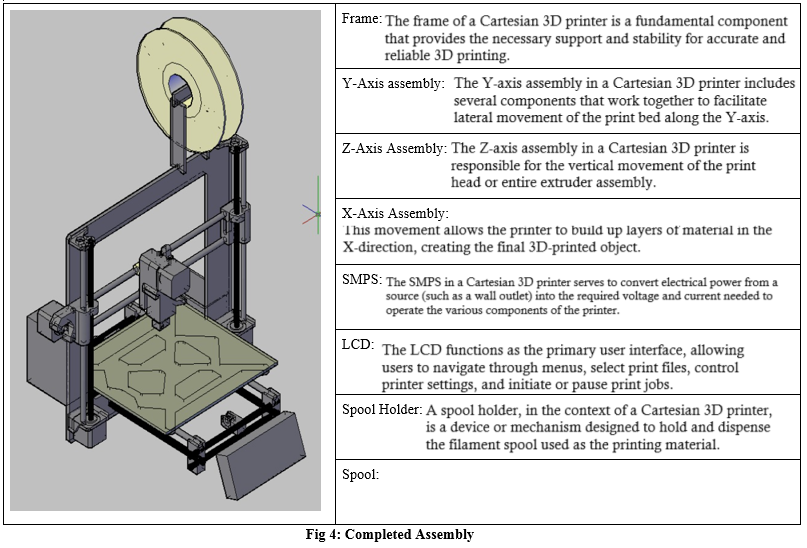 Frame: The frame of a Cartesian 3D printer is a fundamental component
that provides the necessary support and stability for accurate and
reliable 3D printing.
Y-Axis assembly: The Y-axis assembly in a Cartesian 3D printer includes
several components that work together to facilitate
lateral movement of the print bed along the Y-axis.
Z-Axis Assembly: The Z-axis assembly in a Cartesian 3D printer is
responsible for the vertical movement of the print
head or entire extruder assembly.
X-Axis Assembly:
This movement allows the printer to build up layers of material in the
X-direction, creating the final 3D-printed object.
SMPS: The SMPS in a Cartesian 3D printer serves to convert electrical power from a
source (such as a wall outlet) into the required voltage and current needed to
operate the various components of the printer.
LCD: The LCD functions as the primary user interface, allowing
users to navigate through menus, select print files, control
printer settings, and initiate or pause print jobs.
Spool Holder: A spool holder, in the context of a Cartesian 3D printer,
is a device or mechanism designed to hold and dispense
the filament spool used as the printing material.
Spool:
Fig 4: Completed Assembly